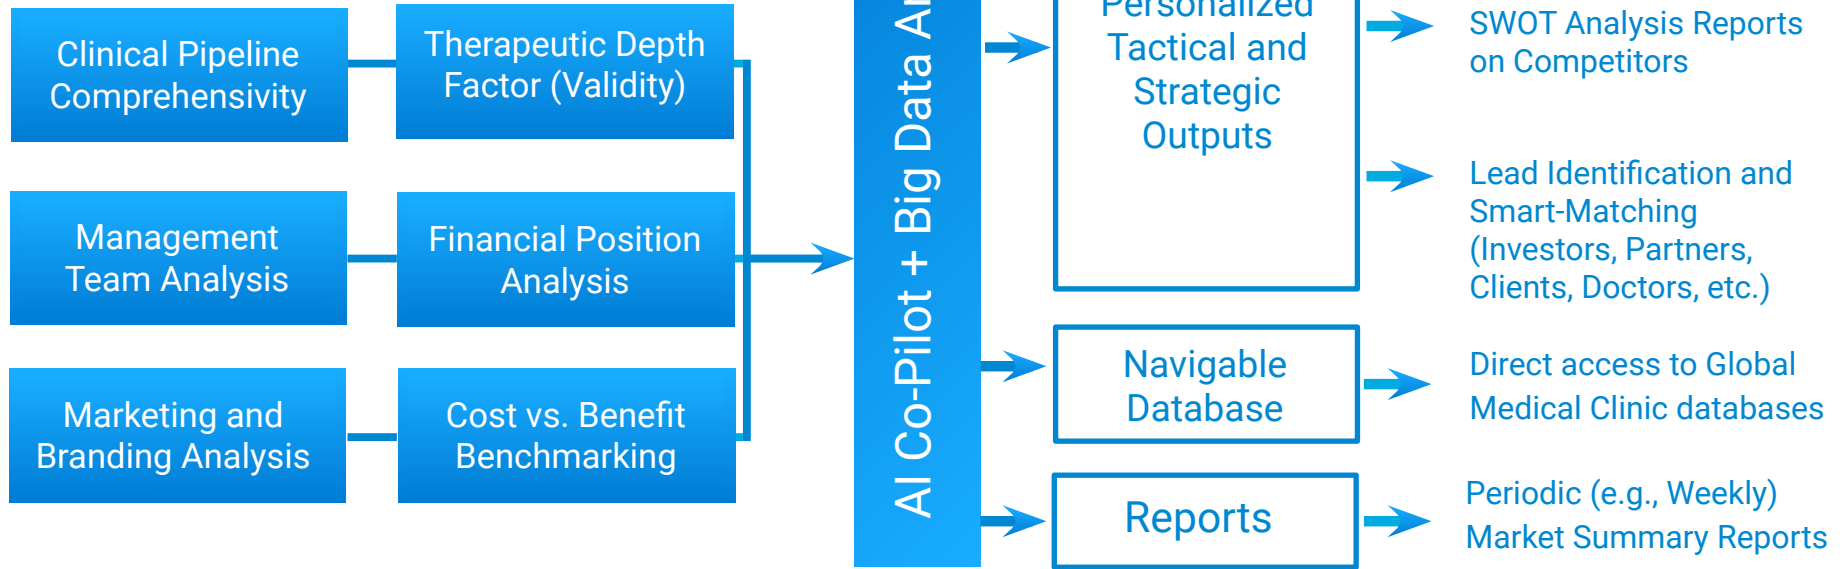 Clinical Pipeline
Comprehensivity
Therapeutic Depth
Factor (Validity)
Management
Team Analysis
Financial Position
Analysis
Marketing and
Branding Analysis
Cost vs. Benefit
Benchmarking
AI Co-Pilot + Big Data
Personalized
Tactical and
Strategic
Outputs
SWOT Analysis Reports
on Competitors
Lead Identification and
Smart-Matching
(Investors, Partners,
Clients, Doctors, etc.)
Navigable
Database
Direct access to Global
Medical Clinic databases
Reports
Periodic (e.g., Weekly)
Market Summary Reports